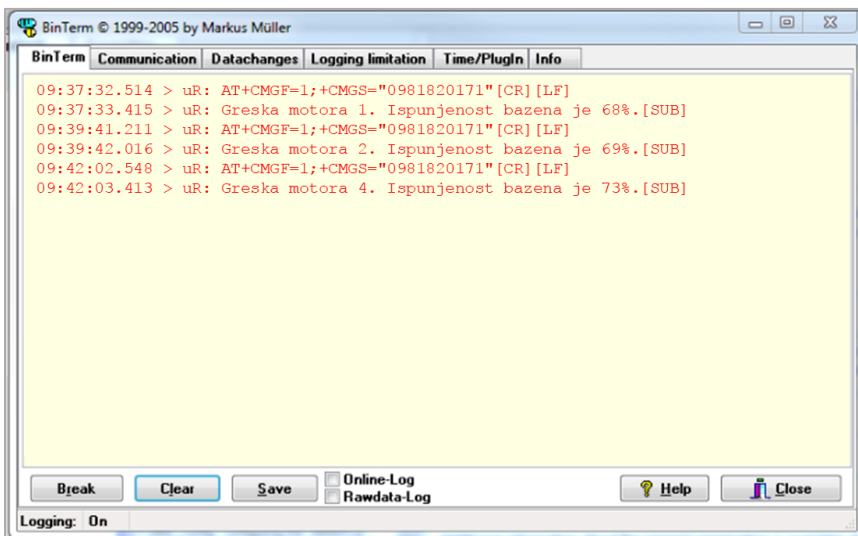 BinTerm © 1999-2005 by Markus Müller
BinTerm Communication Datachanges Logging limitation Time/PlugIn Info
09:37:32.514 > uR: AT+CMGF=1;+CMGS="0981820171"[CR][LF]
09:37:33.415 > uR: Greska motora 1. Ispunjenost bazena je 68%.[SUB]
09:39:41.211 > uR: AT+CMGF=1;+CMGS="0981820171"[CR][LF]
09:39:42.016 > uR: Greska motora 2. Ispunjenost bazena je 69%.[SUB]
09:42:02.548 > uR: AT+CMGF=1;+CMGS="0981820171"[CR][LF]
09:42:03.413 > uR: Greska motora 4. Ispunjenost bazena je 73%.[SUB]
Online-Log
Break Clear Save Help Close
Rawdata-Log
Logging: On